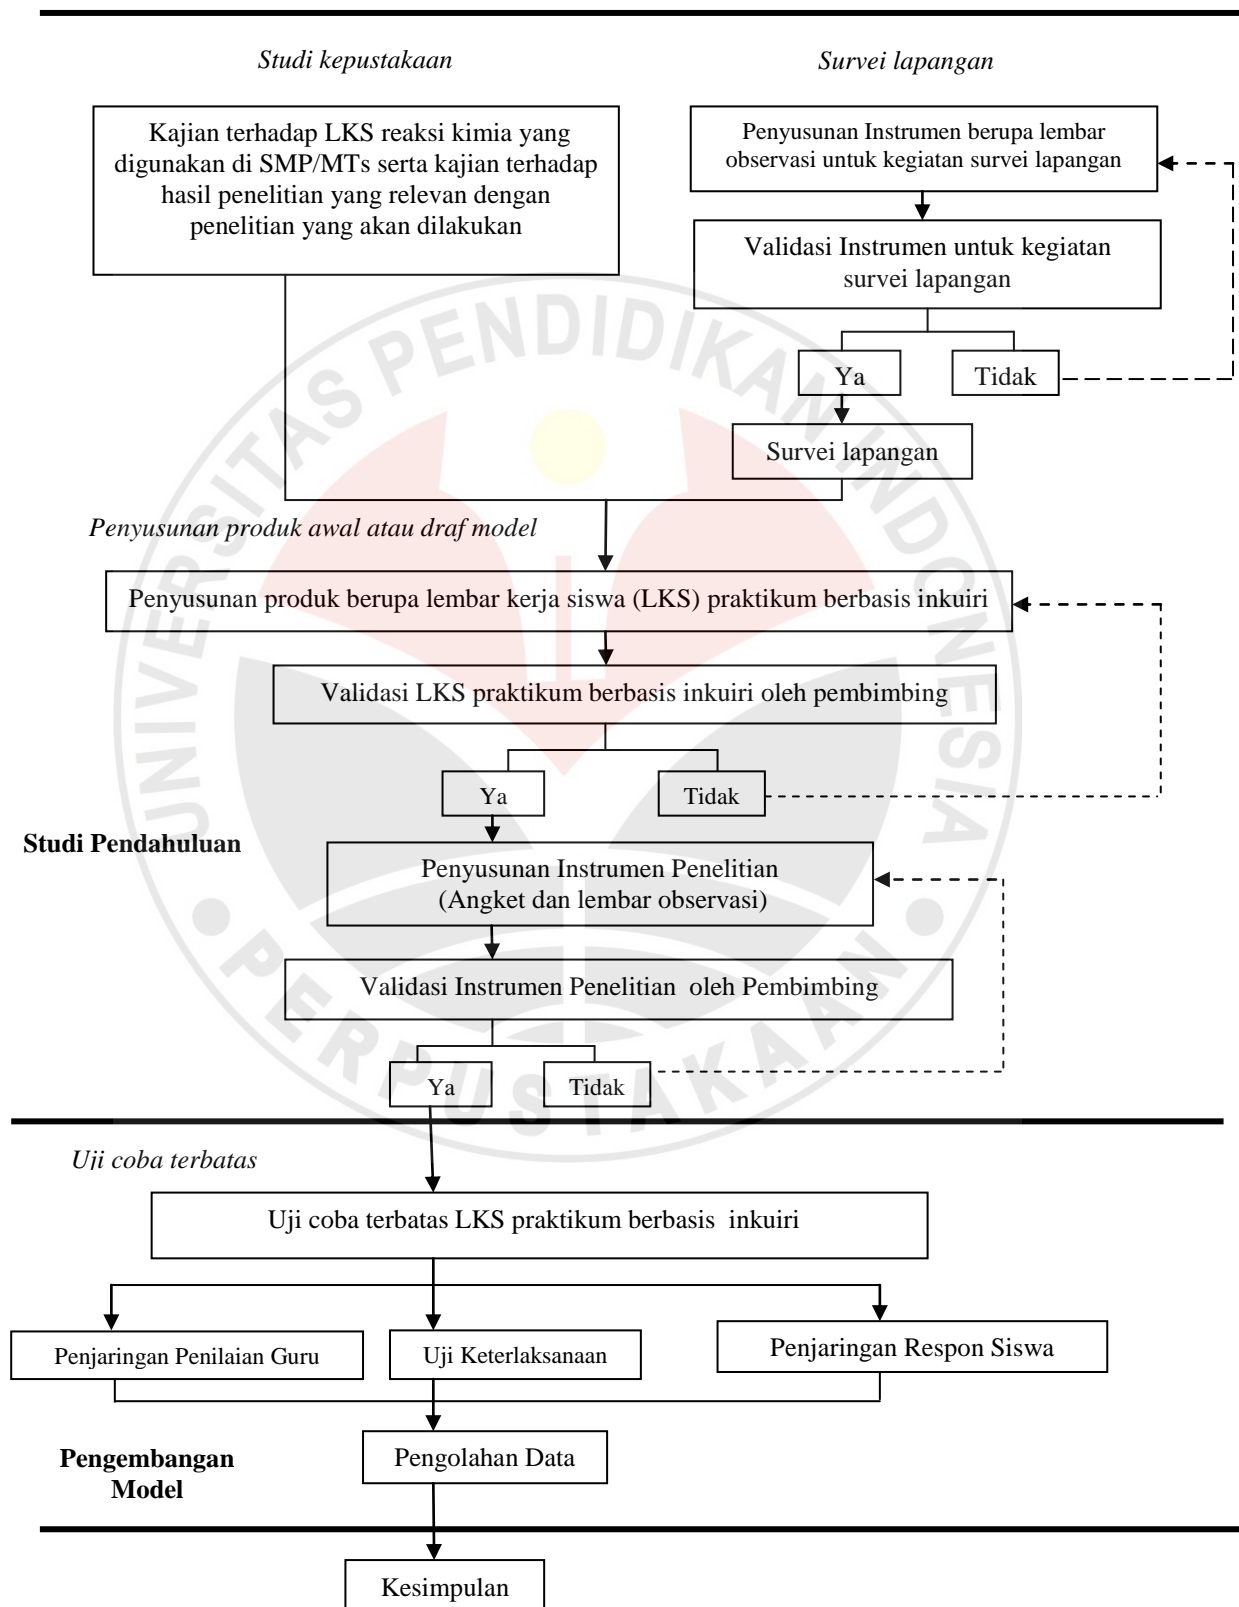 Studi kepustakaan
Survei lapangan
Kajian terhadap LKS reaksi kimia yang
digunakan di SMP/MTs serta kajian terhadap
hasil penelitian yang relevan dengan
penelitian yang akan dilakukan
Penyusunan Instrumen berupa lembar
observasi untuk kegiatan survei lapangan
Validasi Instrumen untuk kegiatan
survei lapangan
Ya
Tidak
Survei lapangan
Penyusunan produk awal atau draf model
Penyusunan produk berupa lembar kerja siswa (LKS) praktikum berbasis inkuiri
Validasi LKS praktikum berbasis inkuiri oleh pembimbing
Ya
Tidak
Studi Pendahuluan
Penyusunan Instrumen Penelitian
(Angket dan lembar observasi)
Validasi Instrumen Penelitian oleh Pembimbing
Ya
Tidak
Uji coba terbatas
Uji coba terbatas LKS praktikum berbasis inkuiri
Penjaringan Penilaian Guru
Uji Keterlaksanaan
Penjaringan Respon Siswa
Pengembangan
Model
Pengolahan Data
Kesimpulan
UNIVERSITAS PENDIDIKAN INDONESIA
PERPUSTAKAAN